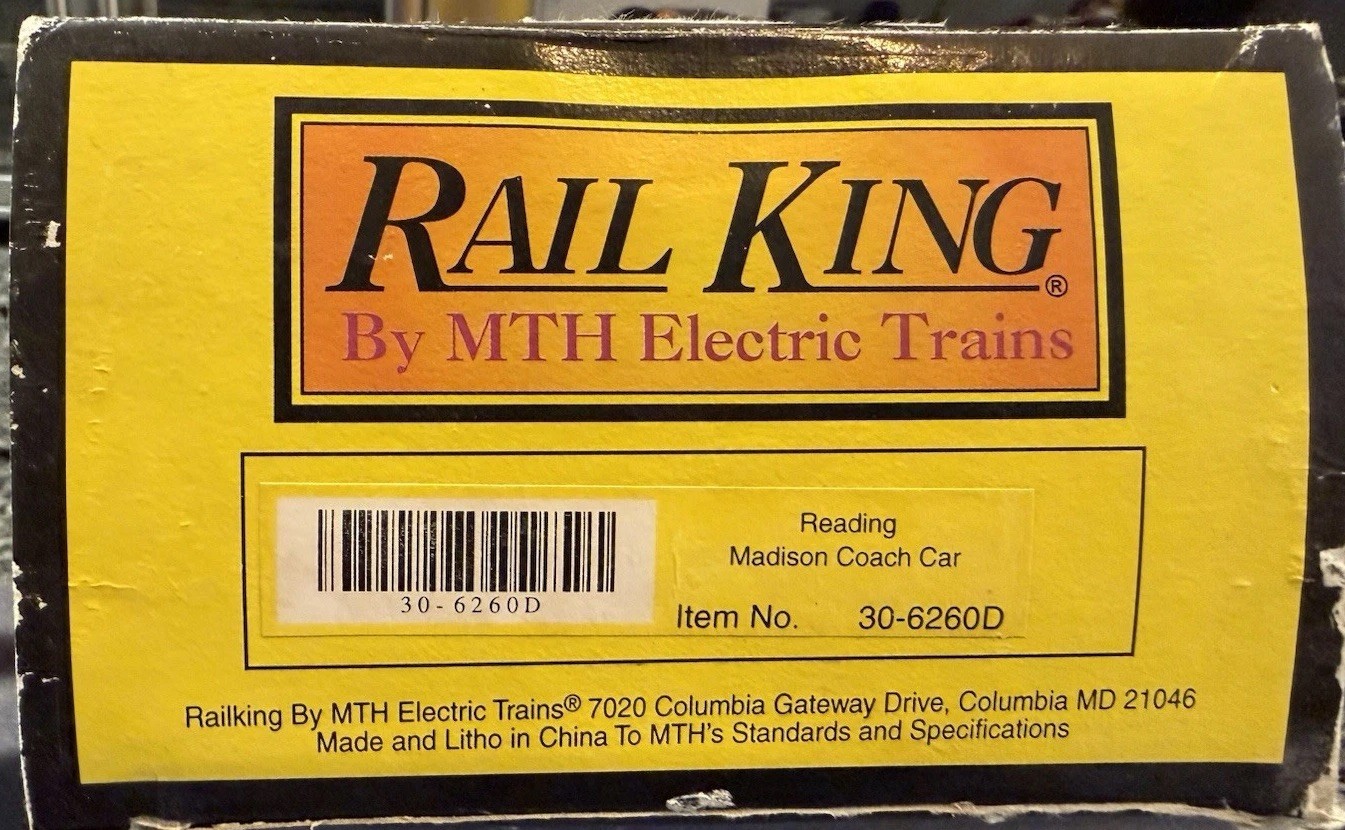 RAIL KING®
By MTH Electric Trains
30-6260D
Reading
Madison Coach Car
Item No. 30-6260D
Railking By MTH Electric Trains® 7020 Columbia Gateway Drive, Columbia MD 21046
Made and Litho in China To MTH's Standards and Specifications